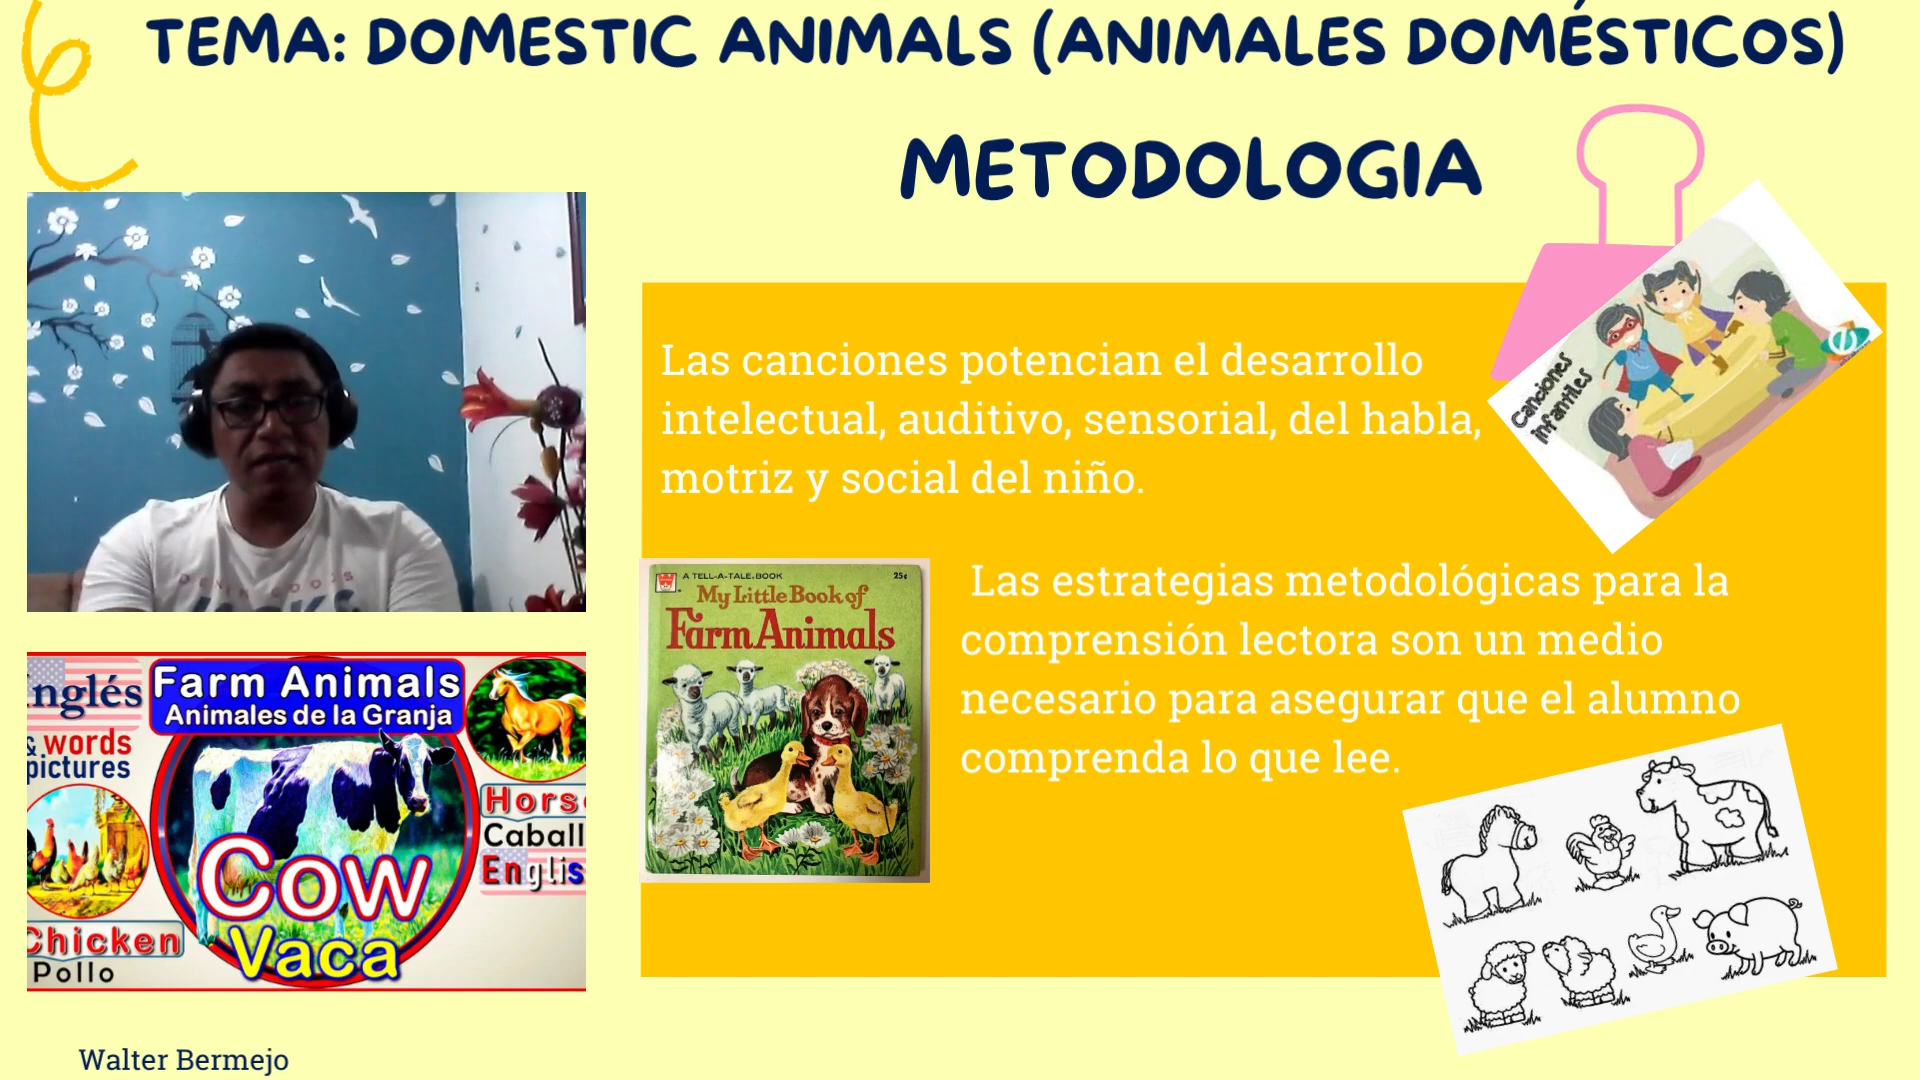 TEMA: DOMESTIC ANIMALS (ANIMALES DOMÉSTICOS)
METODOLOGIA
Las canciones potencian el desarrollo
intelectual, auditivo, sensorial, del habla,
motriz y social del niño.
Canciones
infantiles
A TELL-A-TALE BOOK
25¢
My Little Book of
Farm Animals
Las estrategias metodológicas para la
comprensión lectora son un medio
necesario para asegurar que el alumno
comprenda lo que lee.
nglés
& words
pictures
Farm Animals
Animales de la Granja
Hors
Caball
Englis
Cow
Vaca
Chicken
Pollo
Walter Bermejo